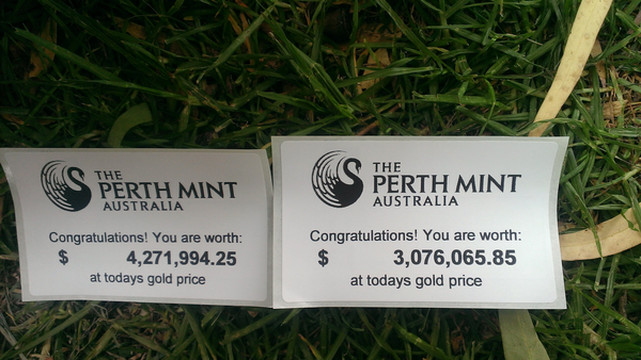 THE
PERTH MINT
AUSTRALIA
Congratulations! You are worth:
$ 4,271,994.25
at todays gold price
THE
PERTH MINT
AUSTRALIA
Congratulations! You are worth:
$ 3,076,065.85
at todays gold price